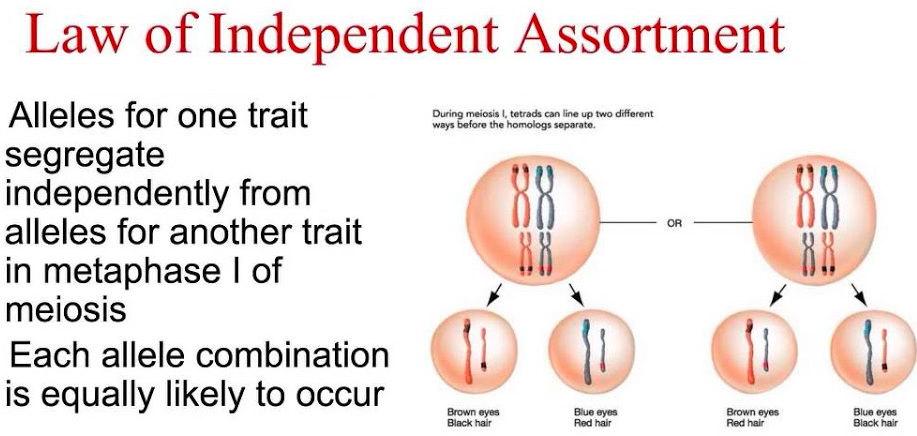 Law of Independent Assortment
Alleles for one trait
segregate
independently from
alleles for another trait
in metaphase I of
meiosis
Each allele combination
is equally likely to occur
During meiosis I, tetrads can line up two different
ways before the homologs separate.
OR
Brown eyes
Black hair
Blue eyes
Red hair
Brown eyes
Red hair
Blue eyes
Black hair